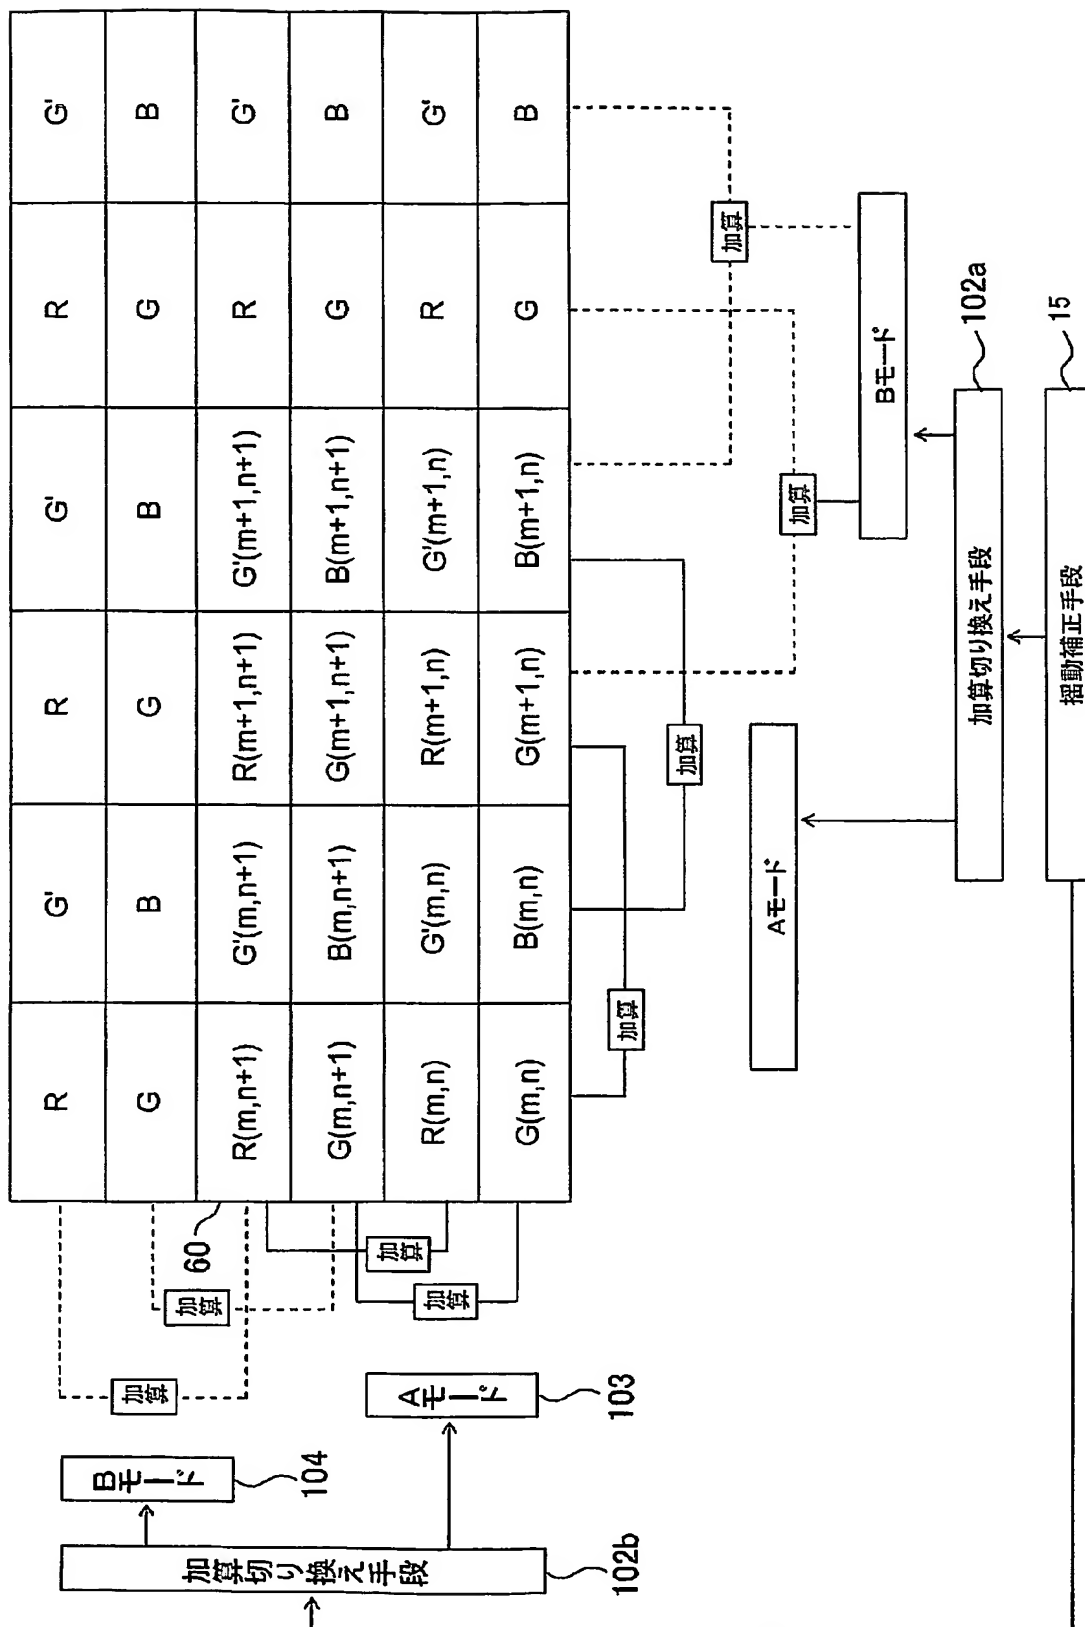 R G' R G' R G'
G B G B G B
R(m,n+1) G'(m,n+1) R(m+1,n+1) G'(m+1,n+1) R G'
G(m,n+1) B(m,n+1) G(m+1,n+1) B(m+1,n+1) G B
R(m,n) G'(m,n) R(m+1,n) G'(m+1,n) R G'
G(m,n) B(m,n) G(m+1,n) B(m+1,n) G B
60
加算
加算
加算
加算
Bモード
104
Aモード
103
加算切り換え手段
102b
加算
加算
加算
加算
Aモード
Bモード
加算切り換え手段
102a
揺動補正手段
15